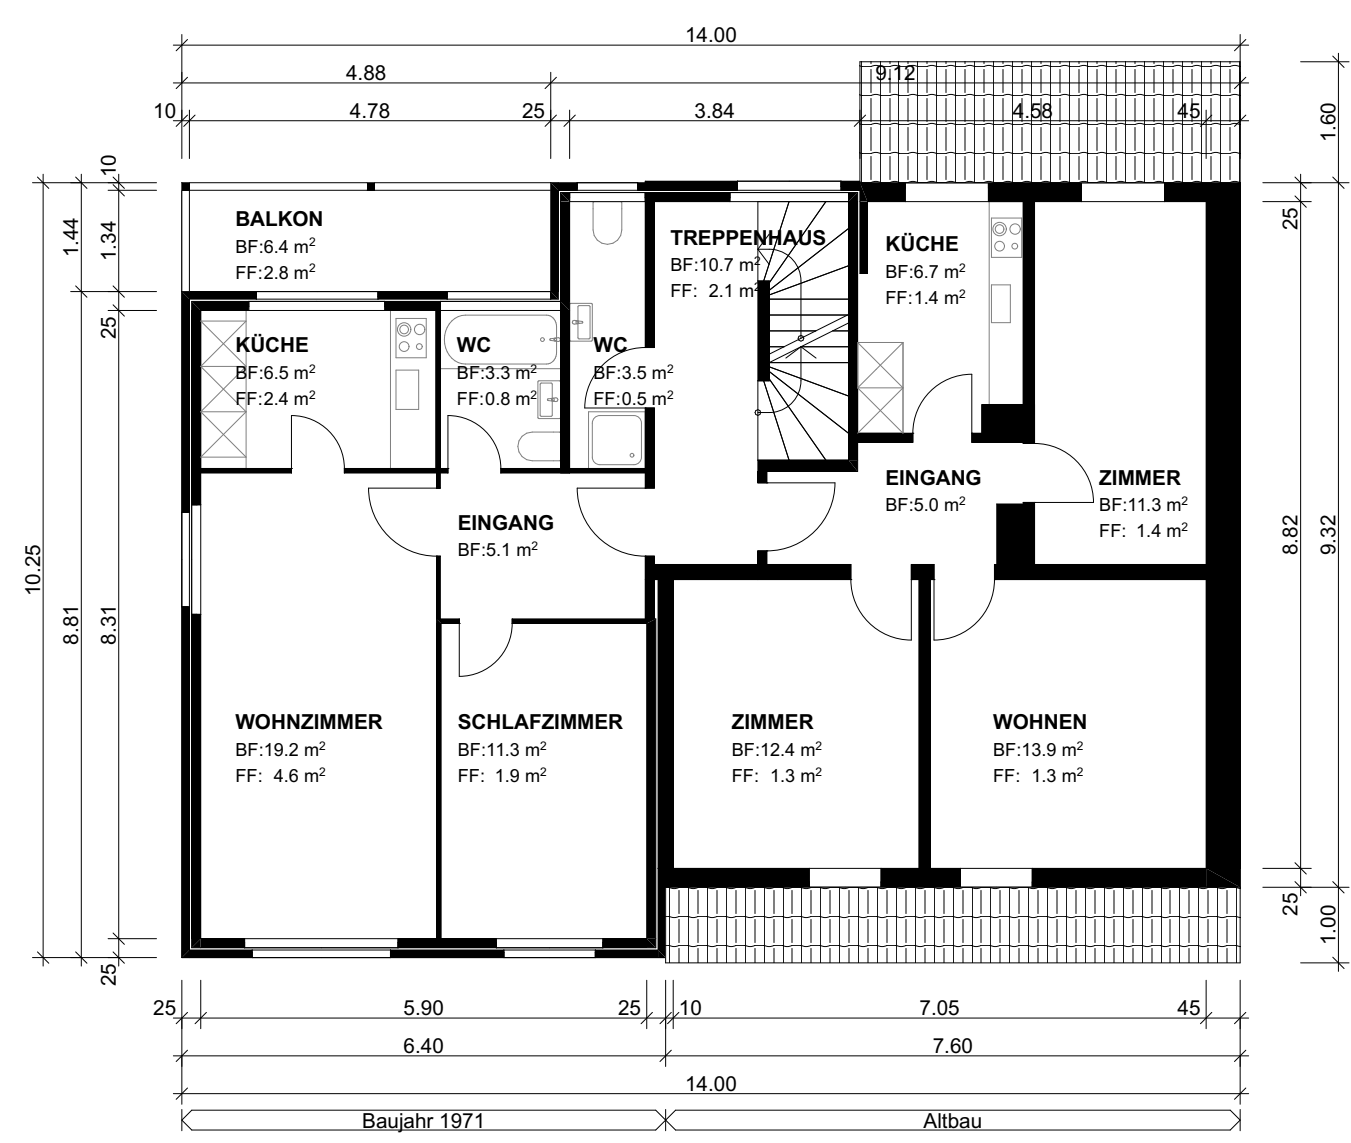 14.00
4.88
9.12
10
4.78
25
3.84
4.58
45
1.60
10
1.44
1.34
25
10.25
8.81
8.31
25
25
8.82
9.32
25
1.00
BALKON
BF:6.4 m²
FF:2.8 m²
TREPPENHAUS
BF:10.7 m²
FF: 2.1 m²
KÜCHE
BF:6.7 m²
FF:1.4 m²
KÜCHE
BF:6.5 m²
FF:2.4 m²
WC
BF:3.3 m²
FF:0.8 m²
WC
BF:3.5 m²
FF:0.5 m²
EINGANG
BF:5.1 m²
EINGANG
BF:5.0 m²
ZIMMER
BF:11.3 m²
FF: 1.4 m²
WOHNZIMMER
BF:19.2 m²
FF: 4.6 m²
SCHLAFZIMMER
BF:11.3 m²
FF: 1.9 m²
ZIMMER
BF:12.4 m²
FF: 1.3 m²
WOHNEN
BF:13.9 m²
FF: 1.3 m²
25
5.90
25
10
7.05
45
6.40
7.60
14.00
Baujahr 1971
Altbau